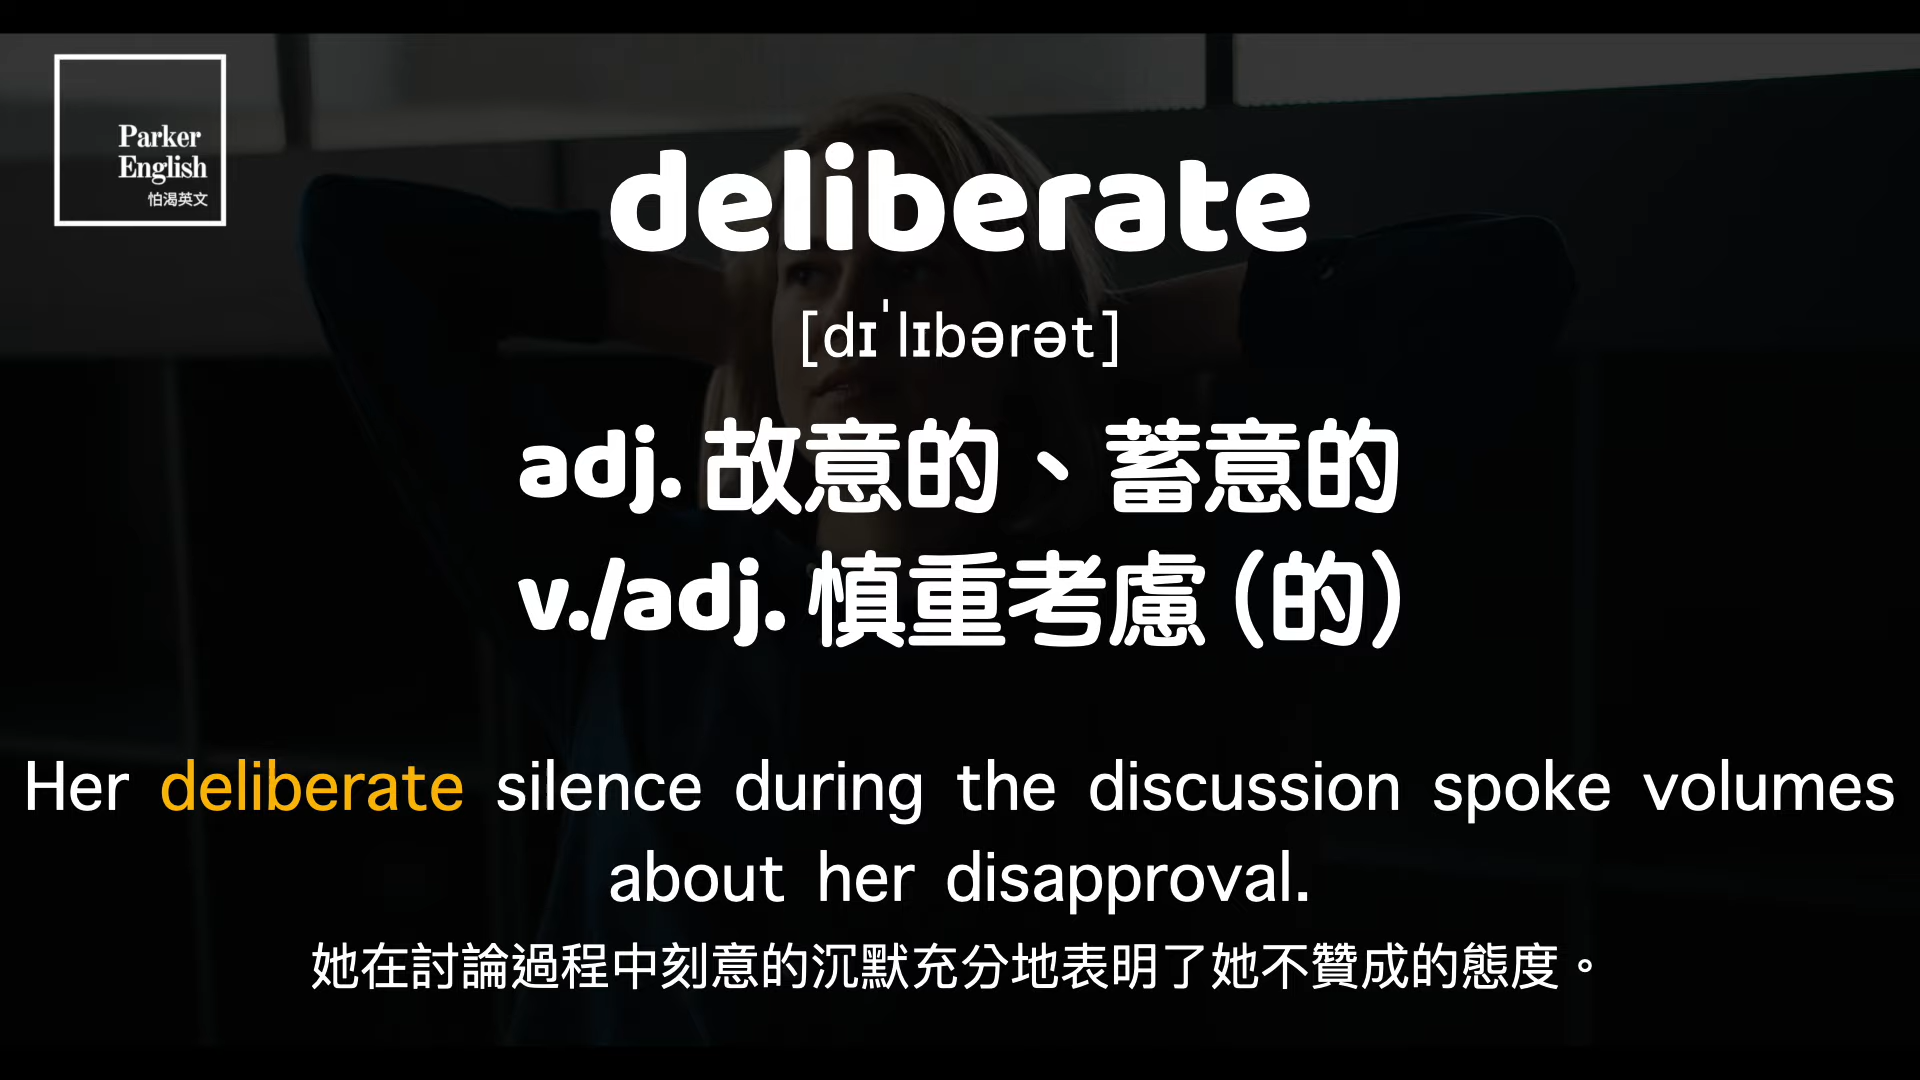 Parker
English
怕渴英文
deliberate
[dɪˈlɪbərət]
adj. 故意的、蓄意的
v./adj. 慎重考慮(的)
Her deliberate silence during the discussion spoke volumes
about her disapproval.
她在討論過程中刻意的沉默充分地表明了她不贊成的態度。